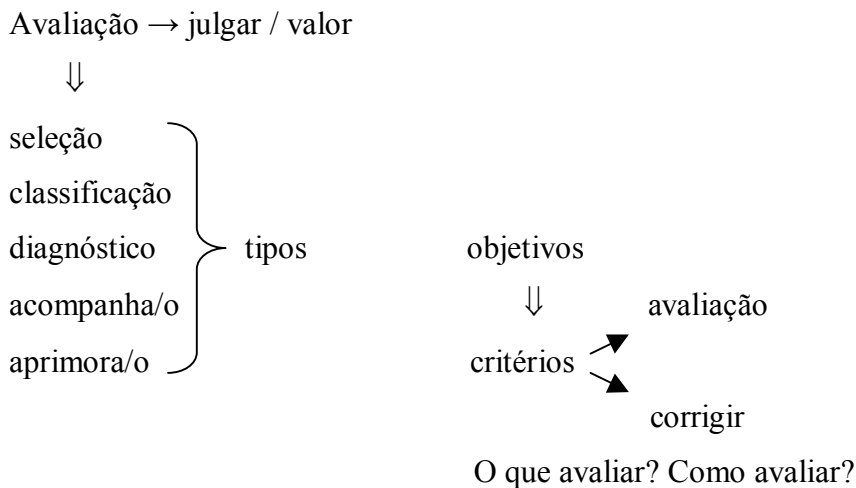 Avaliação → julgar / valor
⇓
seleção
classificação
diagnóstico
acompanha/o
aprimora/o
tipos
objetivos
⇓
critérios
avaliação
corrigir
O que avaliar? Como avaliar?